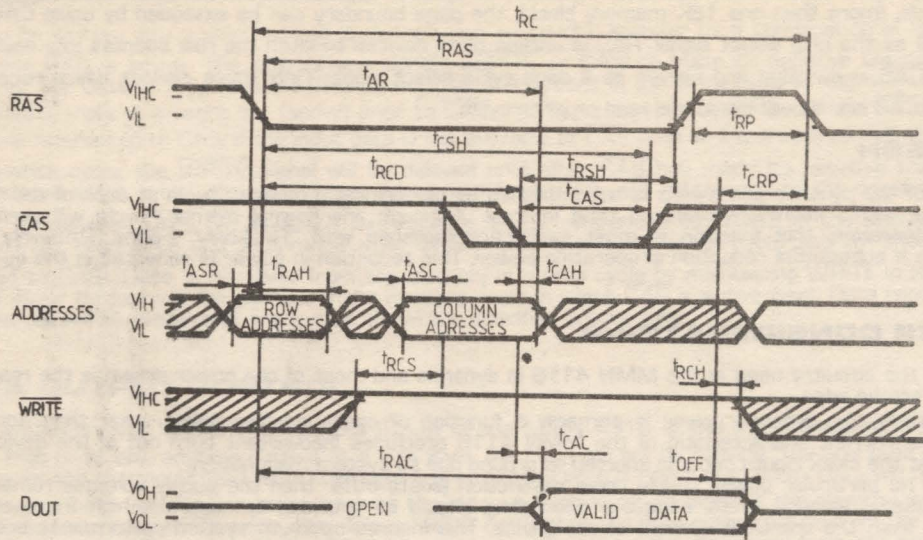 tRC
tRAS
tAR
RAS
VIHC
VIL
tRP
tCSH
tRCD
tRSH
tCRP
tCAS
CAS
VIHC
VIL
tASR
tRAH
tASC
tCAH
ADDRESSES
VIH
VIL
ROW
ADDRESSES
COLUMN
ADRESSES
tRCS
tRCH
WRITE
VIHC
VIL
tCAC
tRAC
tOFF
DOUT
VOH
VOL
OPEN
VALID DATA